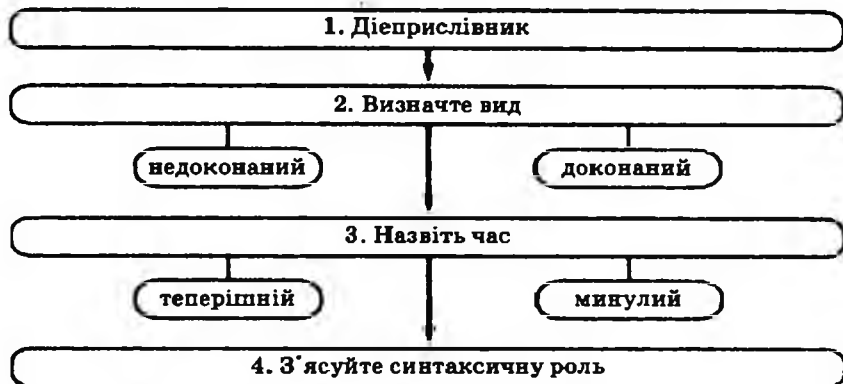 1. Дієприслівник
2. Визначте вид
недоконаний доконаний
3. Назвіть час
теперішній минулий
4. З'ясуйте синтаксичну роль